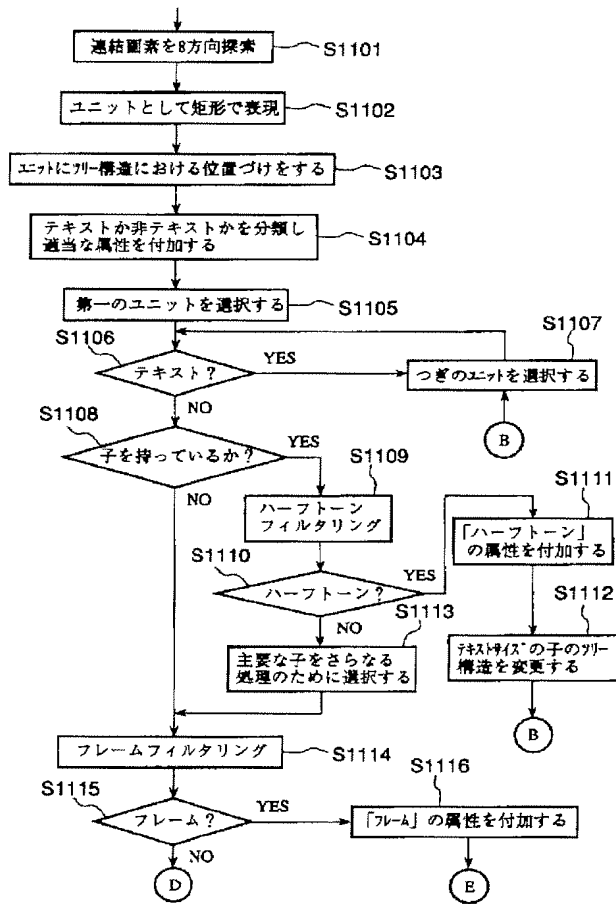 連結画素を8方向探索
S1101
ユニットとして矩形で表現
S1102
ユニットにツリー構造における位置づけをする
S1103
テキストか非テキストかを分類し
適当な属性を付加する
S1104
第一のユニットを選択する
S1105
S1106
テキスト?
YES
NO
S1107
つぎのユニットを選択する
B
S1108
子を持っているか?
YES
NO
S1109
ハーフトーン
フィルタリング
S1110
ハーフトーン?
YES
NO
S1111
「ハーフトーン」
の属性を付加する
S1112
テキストサイズの子のツリー
構造を変更する
B
S1113
主要な子をさらなる
処理のために選択する
フレームフィルタリング
S1114
S1115
フレーム?
YES
NO
S1116
「フレーム」の属性を付加する
D
E